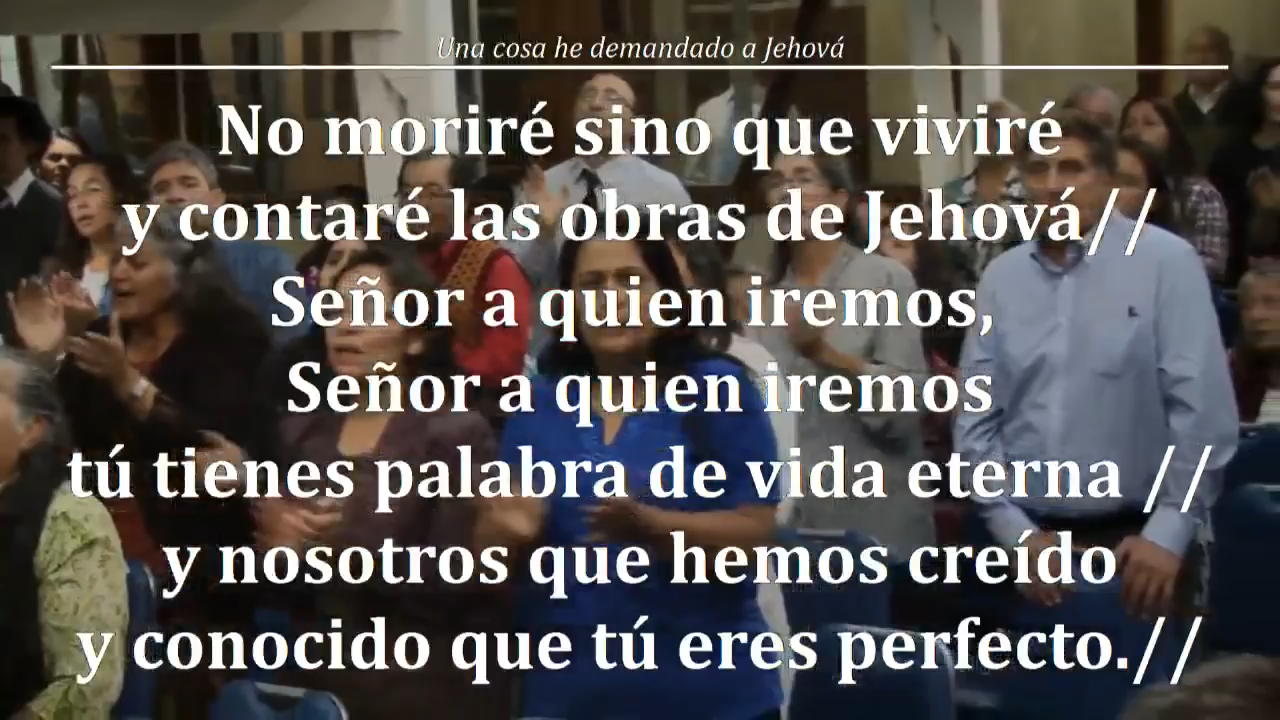 Una cosa he demandado a Jehová
No moriré sino que viviré
y contaré las obras de Jehová//
Señor a quien iremos,
Señor a quien iremos
tú tienes palabra de vida eterna //
y nosotros que hemos creído
y conocido que tú eres perfecto.//